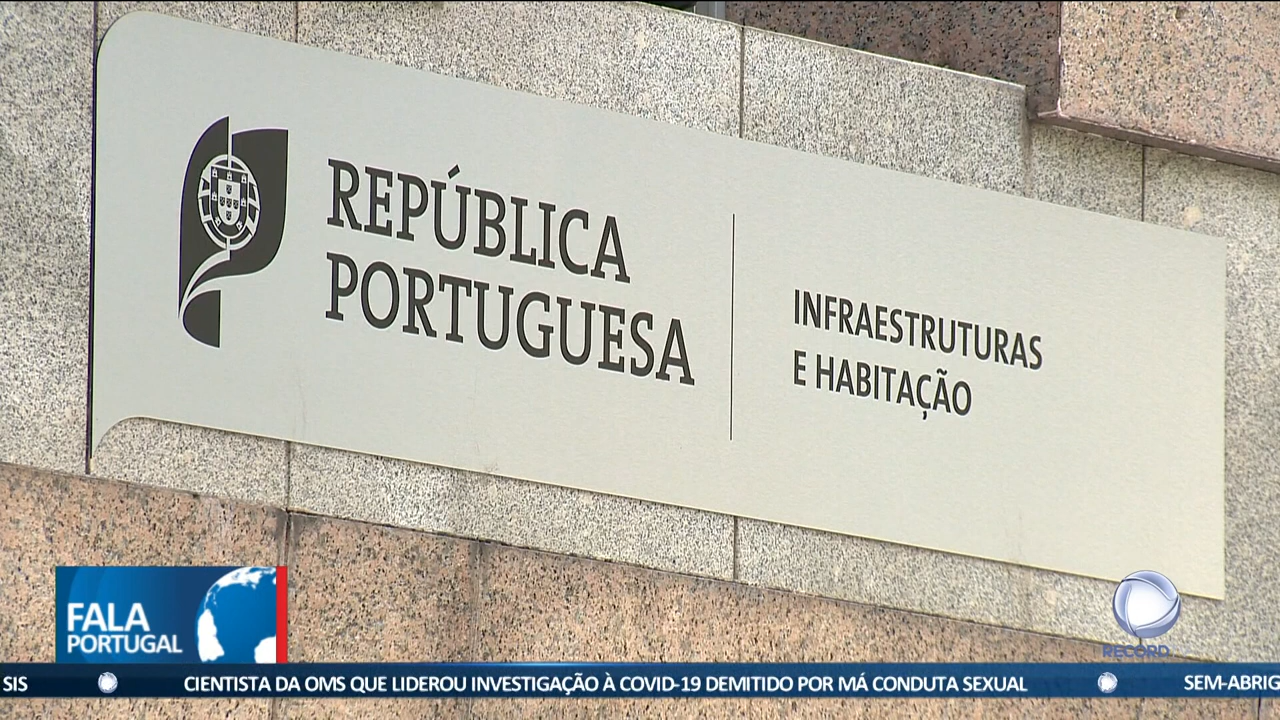 REPÚBLICA
PORTUGUESA
INFRAESTRUTURAS
E HABITAÇÃO
FALA
PORTUGAL
RECORD
SIS
CIENTISTA DA OMS QUE LIDEROU INVESTIGAÇÃO À COVID-19 DEMITIDO POR MÁ CONDUTA SEXUAL
SEM-ABRIG